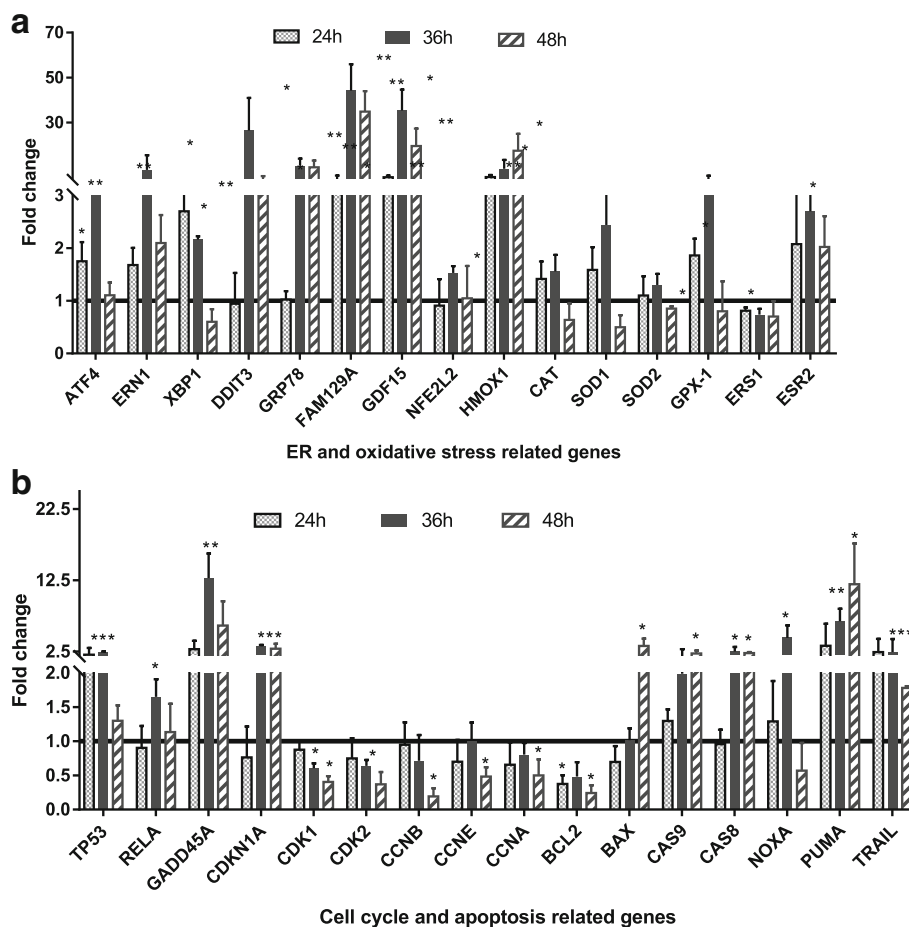 a
24h 36h 48h
70
50
30
3
2
1
0
Fold change
ATF4 ERN1 XBP1 DDIT3 GRP78 FAM129A GDF15 NFE2L2 HMOX1 CAT SOD1 SOD2 GPX-1 ERS1 ESR2
ER and oxidative stress related genes
b
24h 36h 48h
22.5
12.5
2.5
2.0
1.5
1.0
0.5
0.0
Fold change
TP53 RELA GADD45A CDKN1A CDK1 CDK2 CCNB CCNE CCNA BCL2 BAX CAS9 CAS8 NOXA PUMA TRAIL
Cell cycle and apoptosis related genes